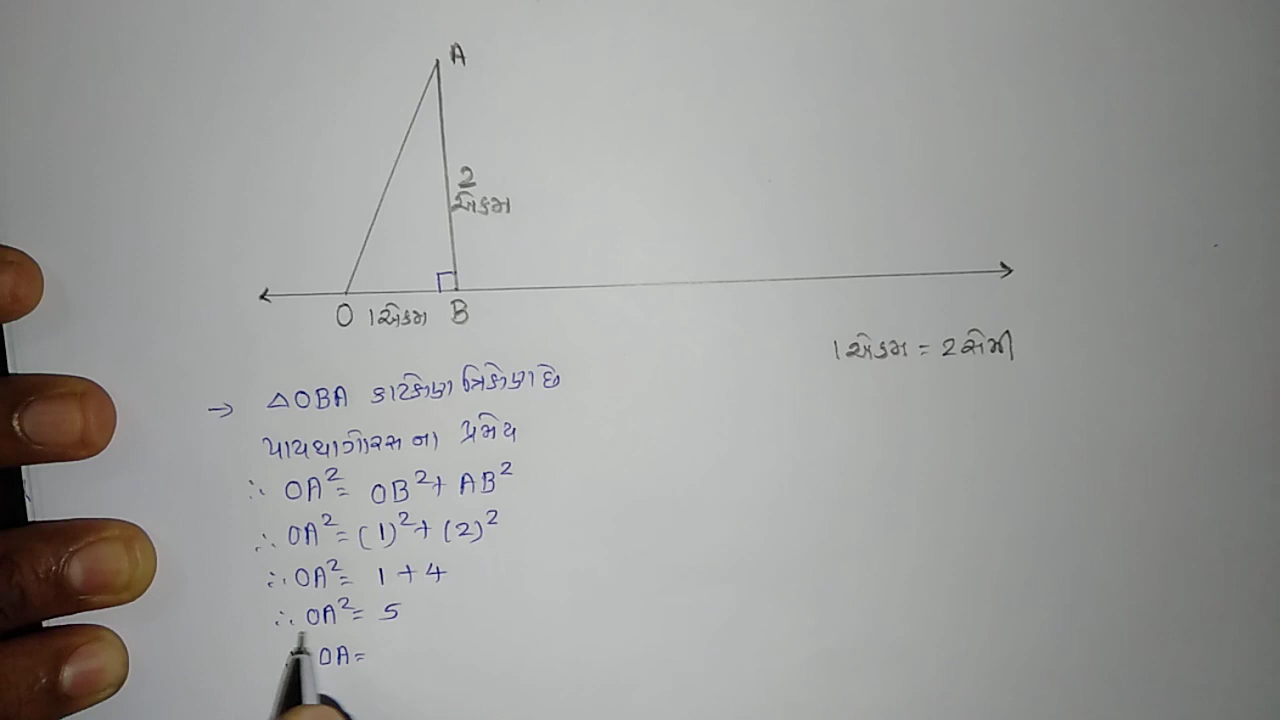 A
2
એકમ
O 1 એકમ B
1 એકમ = 2 સેમી
→ △OBA કાટકોણ ત્રિકોણ છે
પાયથાગોરસ ના પ્રમેય
∴ OA² = OB² + AB²
∴ OA² = (1)² + (2)²
∴ OA² = 1 + 4
∴ OA² = 5
OA =